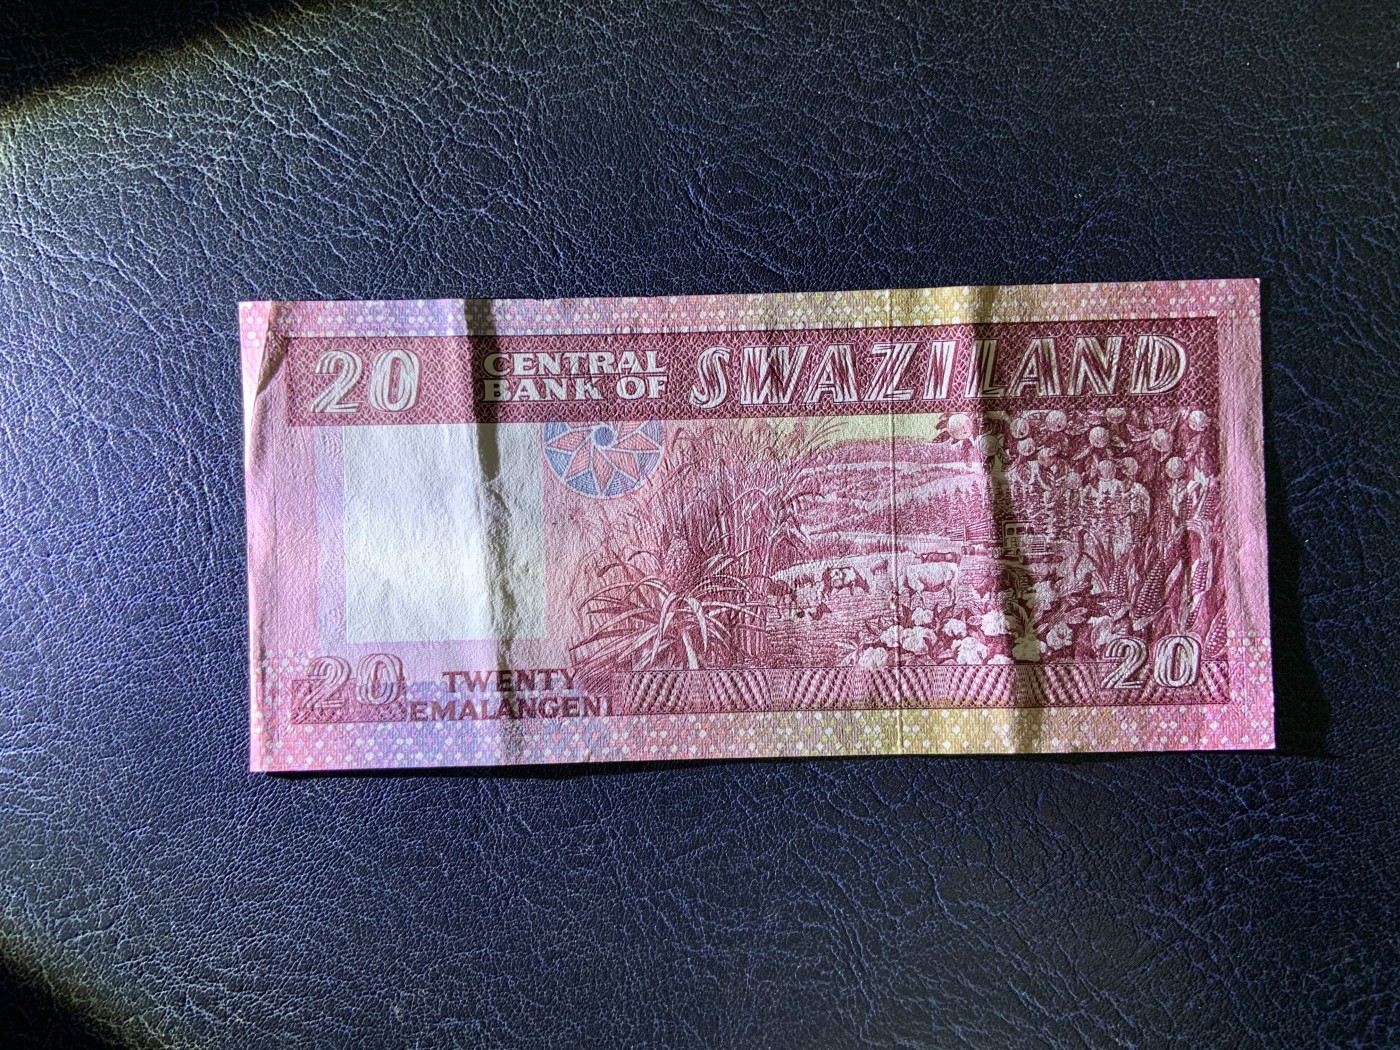 20 CENTRAL BANK OF SWAZILAND
20 TWENTY EMALANGENI 20